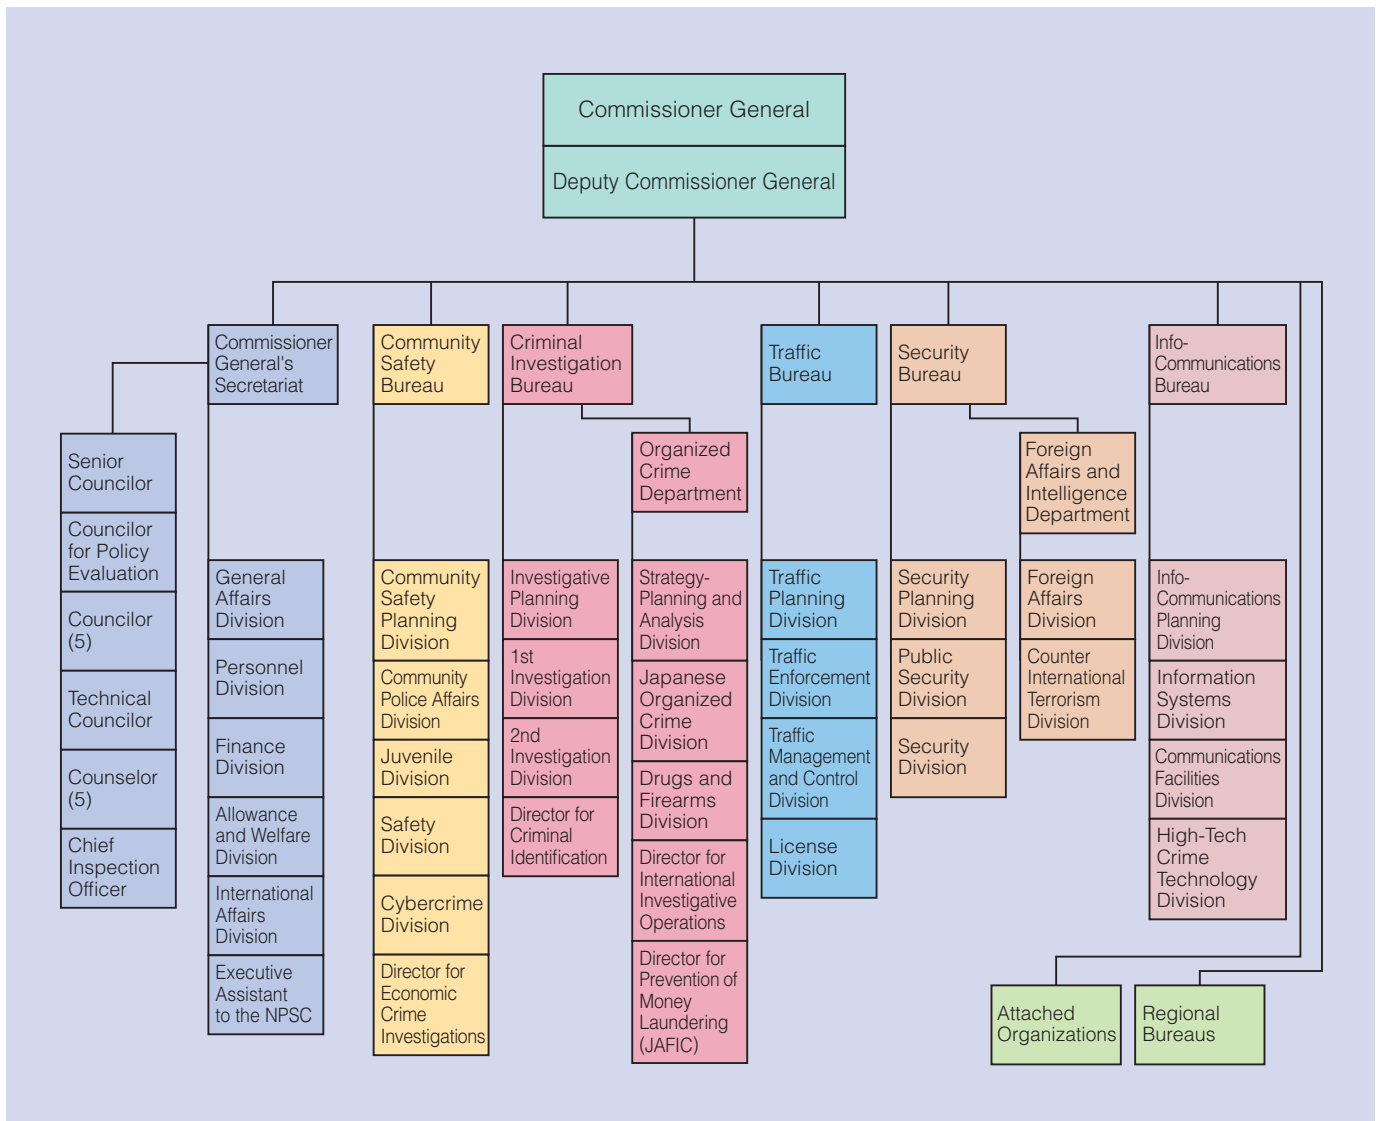 Commissioner General
Deputy Commissioner General
Commissioner
General's
Secretariat
Community
Safety
Bureau
Criminal
Investigation
Bureau
Traffic
Bureau
Security
Bureau
Info-
Communications
Bureau
Organized
Crime
Department
Foreign
Affairs and
Intelligence
Department
Senior
Councilor
Councilor
for Policy
Evaluation
Councilor
(5)
Technical
Councilor
Counselor
(5)
Chief
Inspection
Officer
General
Affairs
Division
Personnel
Division
Finance
Division
Allowance
and Welfare
Division
International
Affairs
Division
Executive
Assistant
to the NPSC
Community
Safety
Planning
Division
Community
Police Affairs
Division
Juvenile
Division
Safety
Division
Cybercrime
Division
Director for
Economic
Crime
Investigations
Investigative
Planning
Division
1st
Investigation
Division
2nd
Investigation
Division
Director for
Criminal
Identification
Strategy-
Planning and
Analysis
Division
Japanese
Organized
Crime
Division
Drugs and
Firearms
Division
Director for
International
Investigative
Operations
Director for
Prevention of
Money
Laundering
(JAFIC)
Traffic
Planning
Division
Traffic
Enforcement
Division
Traffic
Management
and Control
Division
License
Division
Security
Planning
Division
Public
Security
Division
Security
Division
Foreign
Affairs
Division
Counter
International
Terrorism
Division
Info-
Communications
Planning
Division
Information
Systems
Division
Communications
Facilities
Division
High-Tech
Crime
Technology
Division
Attached
Organizations
Regional
Bureaus